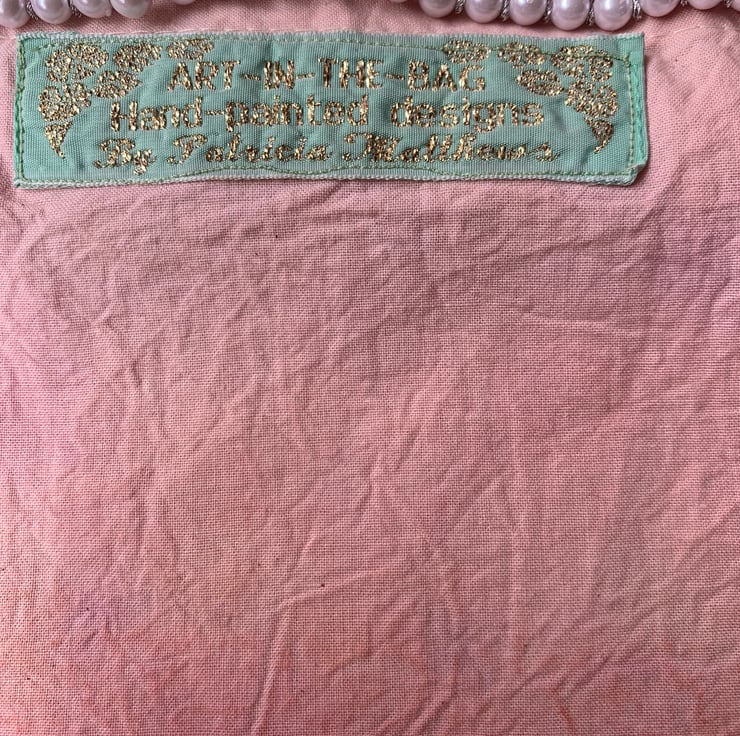 ART-IN-THE-BAG
Hand-painted designs
By Patricia Matthews